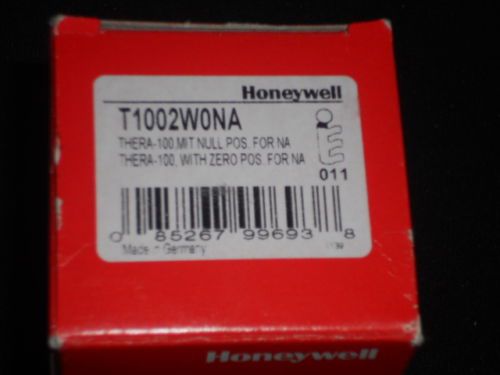 Honeywell
T1002W0NA
THERA-100.MIT NULL POS. FOR NA
THERA-100. WITH ZERO POS. FOR NA
011
0 85267 99693 8
Made in Germany
1139
Honeywell